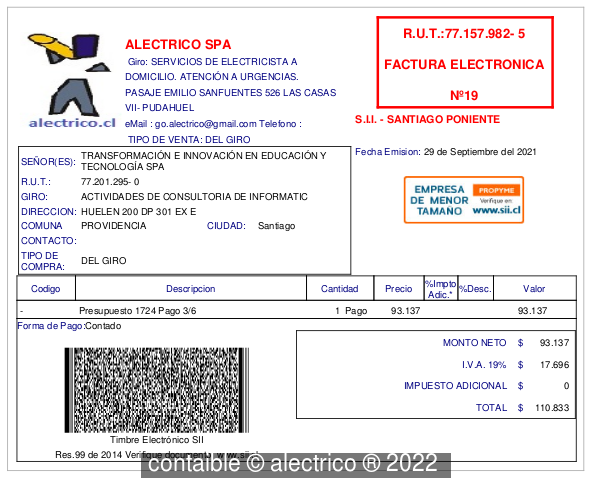 ALECTRICO SPA
Giro: SERVICIOS DE ELECTRICISTA A
DOMICILIO. ATENCIÓN A URGENCIAS.
PASAJE EMILIO SANFUENTES 526 LAS CASAS
VII- PUDAHUEL
eMail : go.alectrico@gmail.com Telefono :
TIPO DE VENTA: DEL GIRO
alectrico.cl
R.U.T.:77.157.982- 5
FACTURA ELECTRONICA
Nº19
S.I.I. - SANTIAGO PONIENTE
Fecha Emision: 29 de Septiembre del 2021
SEÑOR(ES): TRANSFORMACIÓN E INNOVACIÓN EN EDUCACIÓN Y
TECNOLOGÍA SPA
R.U.T.: 77.201.295- 0
GIRO: ACTIVIDADES DE CONSULTORIA DE INFORMATIC
DIRECCION: HUELEN 200 DP 301 EX E
COMUNA PROVIDENCIA CIUDAD: Santiago
CONTACTO:
TIPO DE COMPRA: DEL GIRO
EMPRESA
DE MENOR
TAMAÑO
PROPYME
Verifique en
www.sii.cl
Codigo Descripcion Cantidad Precio %Impto Adic.* %Desc. Valor
- Presupuesto 1724 Pago 3/6 1 Pago 93.137 93.137
Forma de Pago:Contado
MONTO NETO $ 93.137
I.V.A. 19% $ 17.696
IMPUESTO ADICIONAL $ 0
TOTAL $ 110.833
Timbre Electrónico SII
Res.99 de 2014 Verifique documento: www.sii
contaible © alectrico ® 2022